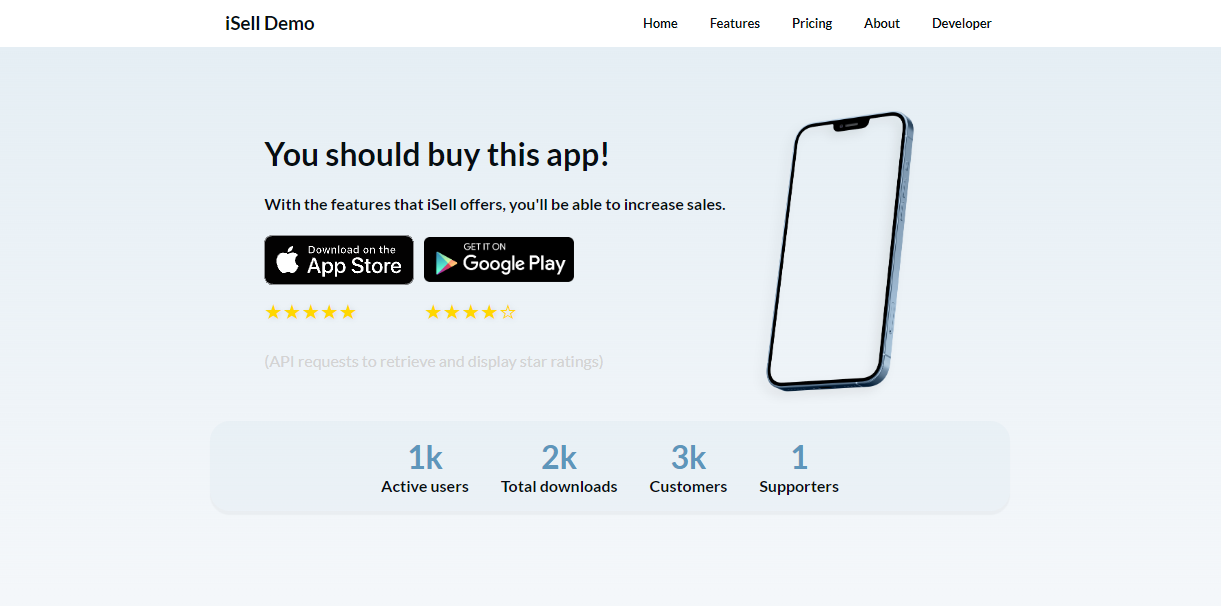 iSell Demo
Home Features Pricing About Developer
You should buy this app!
With the features that iSell offers, you'll be able to increase sales.
Download on the
App Store
GET IT ON
Google Play
★★★★★ ★★★★☆
(API requests to retrieve and display star ratings)
1k 2k 3k 1
Active users Total downloads Customers Supporters